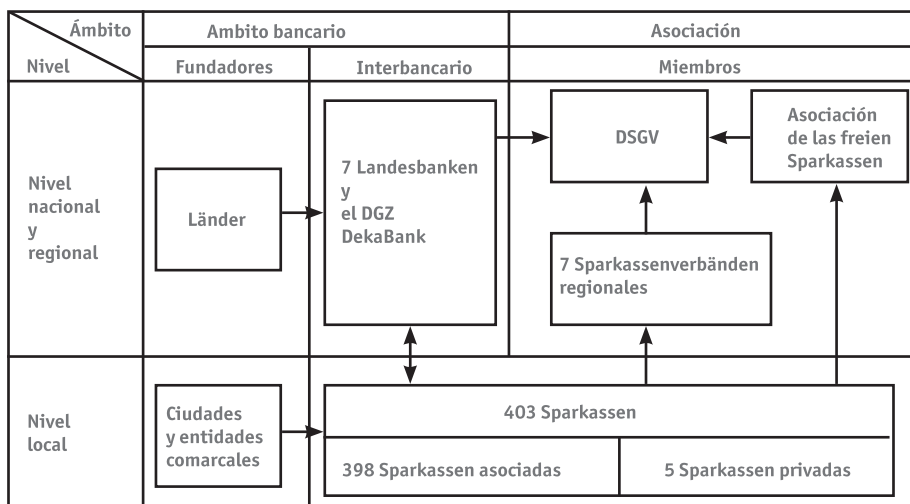 Ámbito
Ambito bancario
Asociación
Nivel
Fundadores
Interbancario
Miembros
Nivel
nacional
y
regional
Länder
7 Landesbanken
y
el DGZ
DekaBank
DSGV
Asociación
de las freien
Sparkassen
7 Sparkassenverbänden
regionales
Nivel
local
Ciudades
y entidades
comarcales
403 Sparkassen
398 Sparkassen asociadas
5 Sparkassen privadas